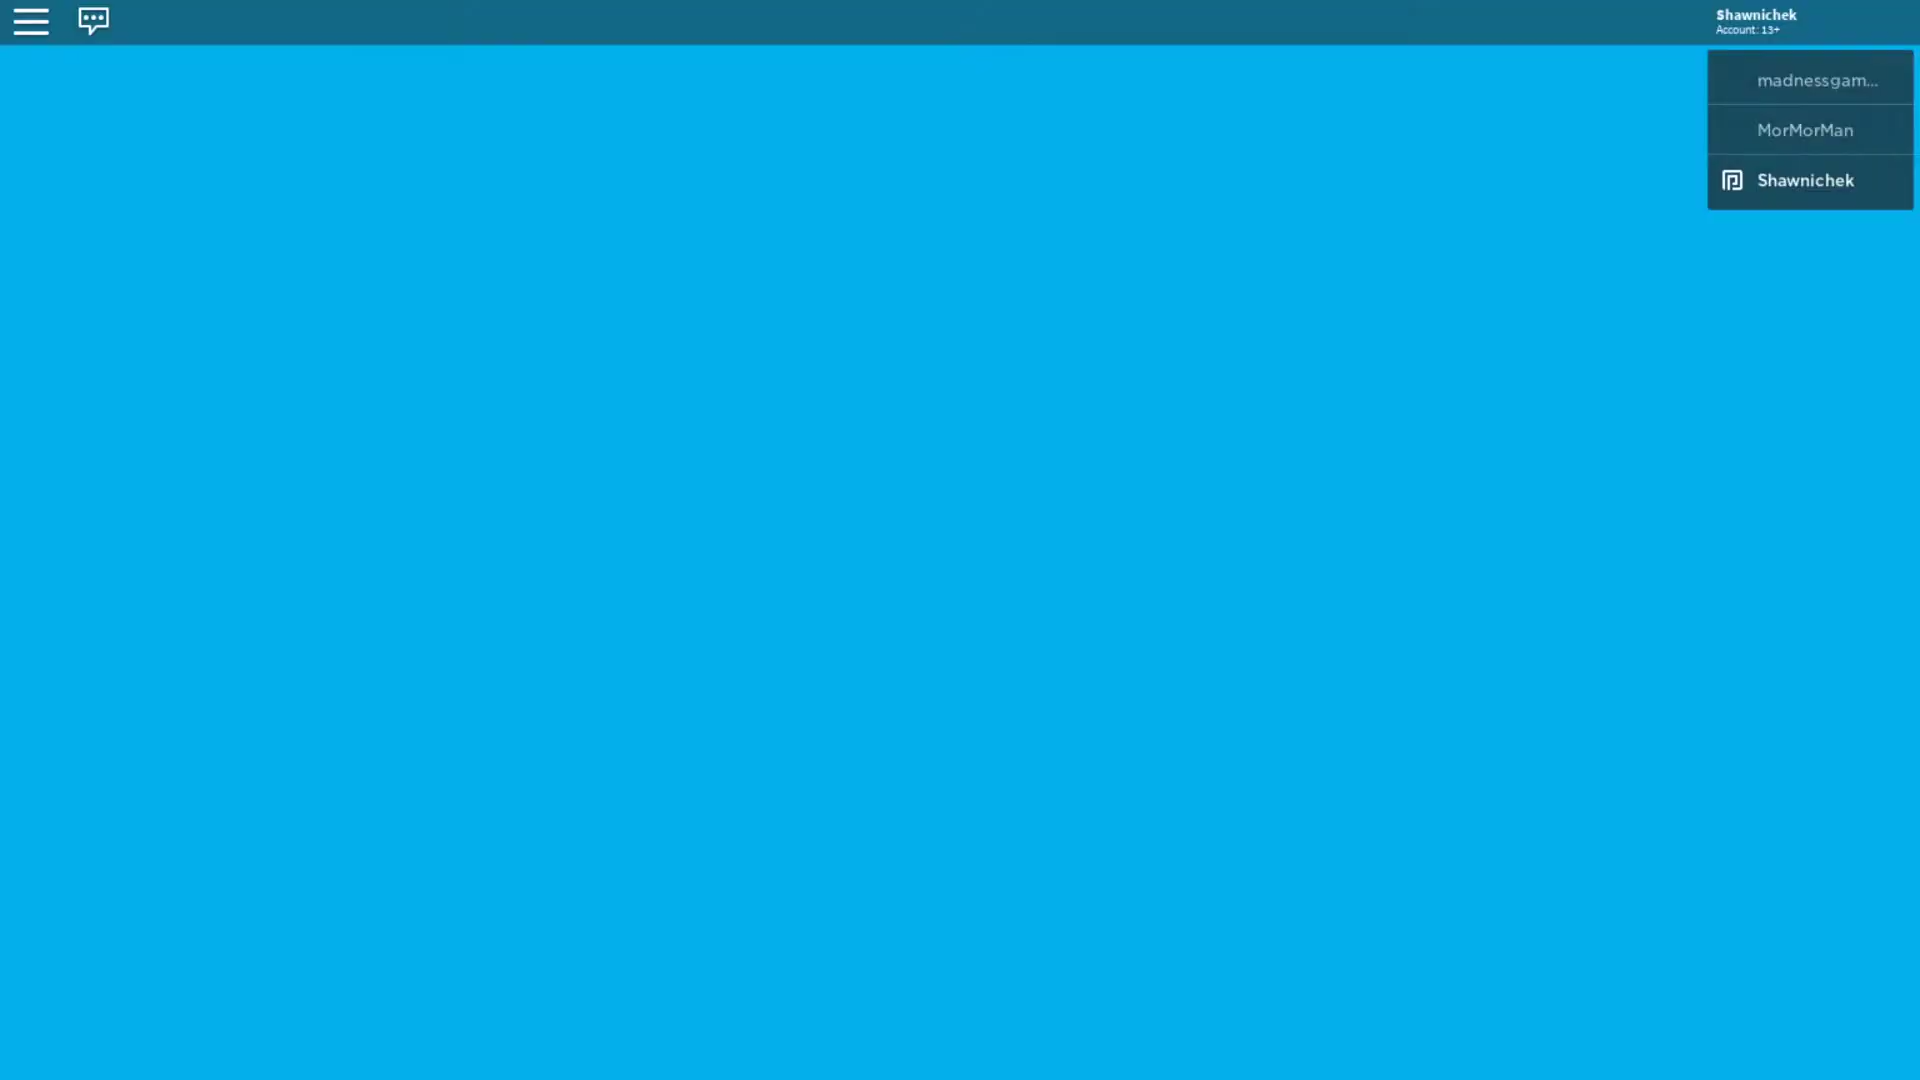 Shawnichek
Account: 13+
madnessgam...
MorMorMan
Shawnichek